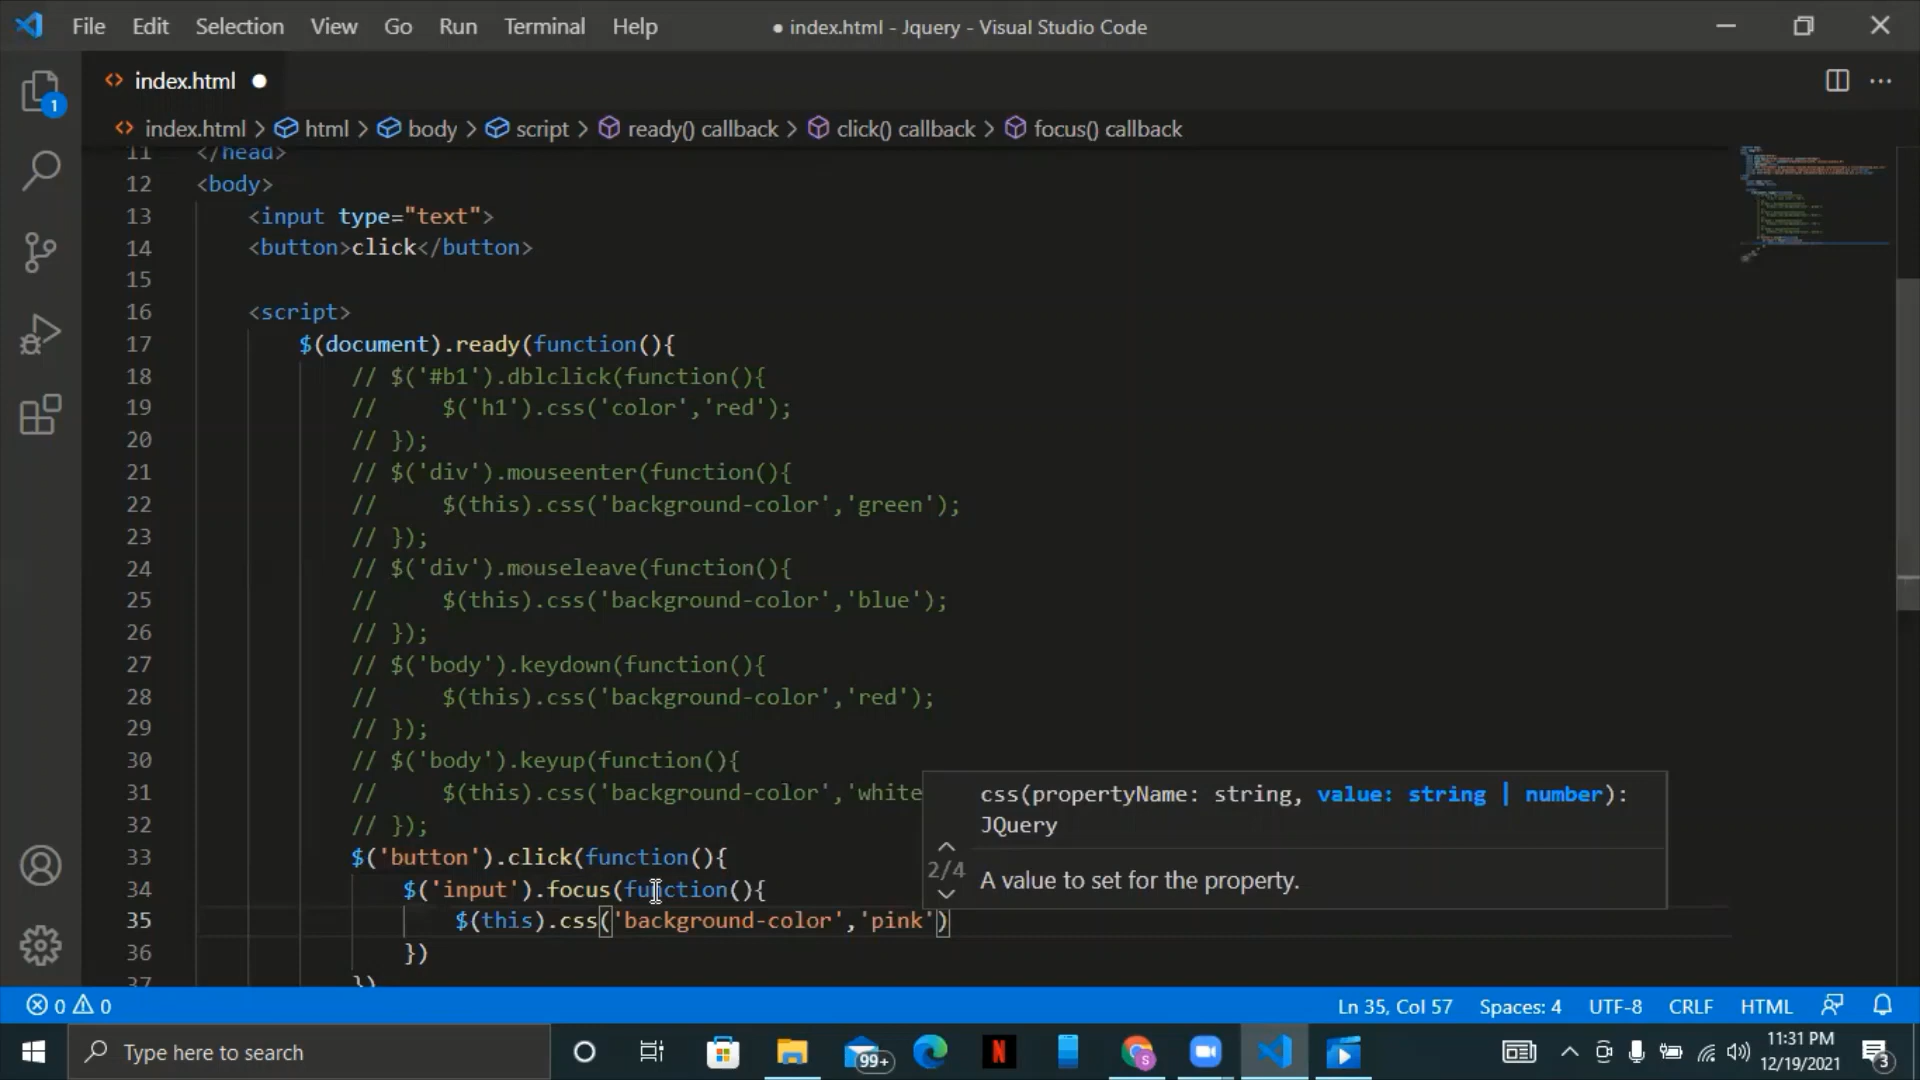 File Edit Selection View Go Run Terminal Help ● index.html - Jquery - Visual Studio Code
index.html
index.html > html > body > script > ready() callback > click() callback > focus() callback
1
11 </head>
12 <body>
13 <input type="text">
14 <button>click</button>
15
16 <script>
17 $(document).ready(function(){
18 // $('#b1').dblclick(function(){
19 // $('h1').css('color','red');
20 // });
21 // $('div').mouseenter(function(){
22 // $(this).css('background-color','green');
23 // });
24 // $('div').mouseleave(function(){
25 // $(this).css('background-color','blue');
26 // });
27 // $('body').keydown(function(){
28 // $(this).css('background-color','red');
29 // });
30 // $('body').keyup(function(){
31 // $(this).css('background-color','white
32 // });
33 $('button').click(function(){
34 $('input').focus(function(){
35 $(this).css('background-color','pink')
36 })
37 })
css(propertyName: string, value: string | number):
JQuery
2/4
A value to set for the property.
0 0 Ln 35, Col 57 Spaces: 4 UTF-8 CRLF HTML
Type here to search
99+
N
S
11:31 PM
12/19/2021
3